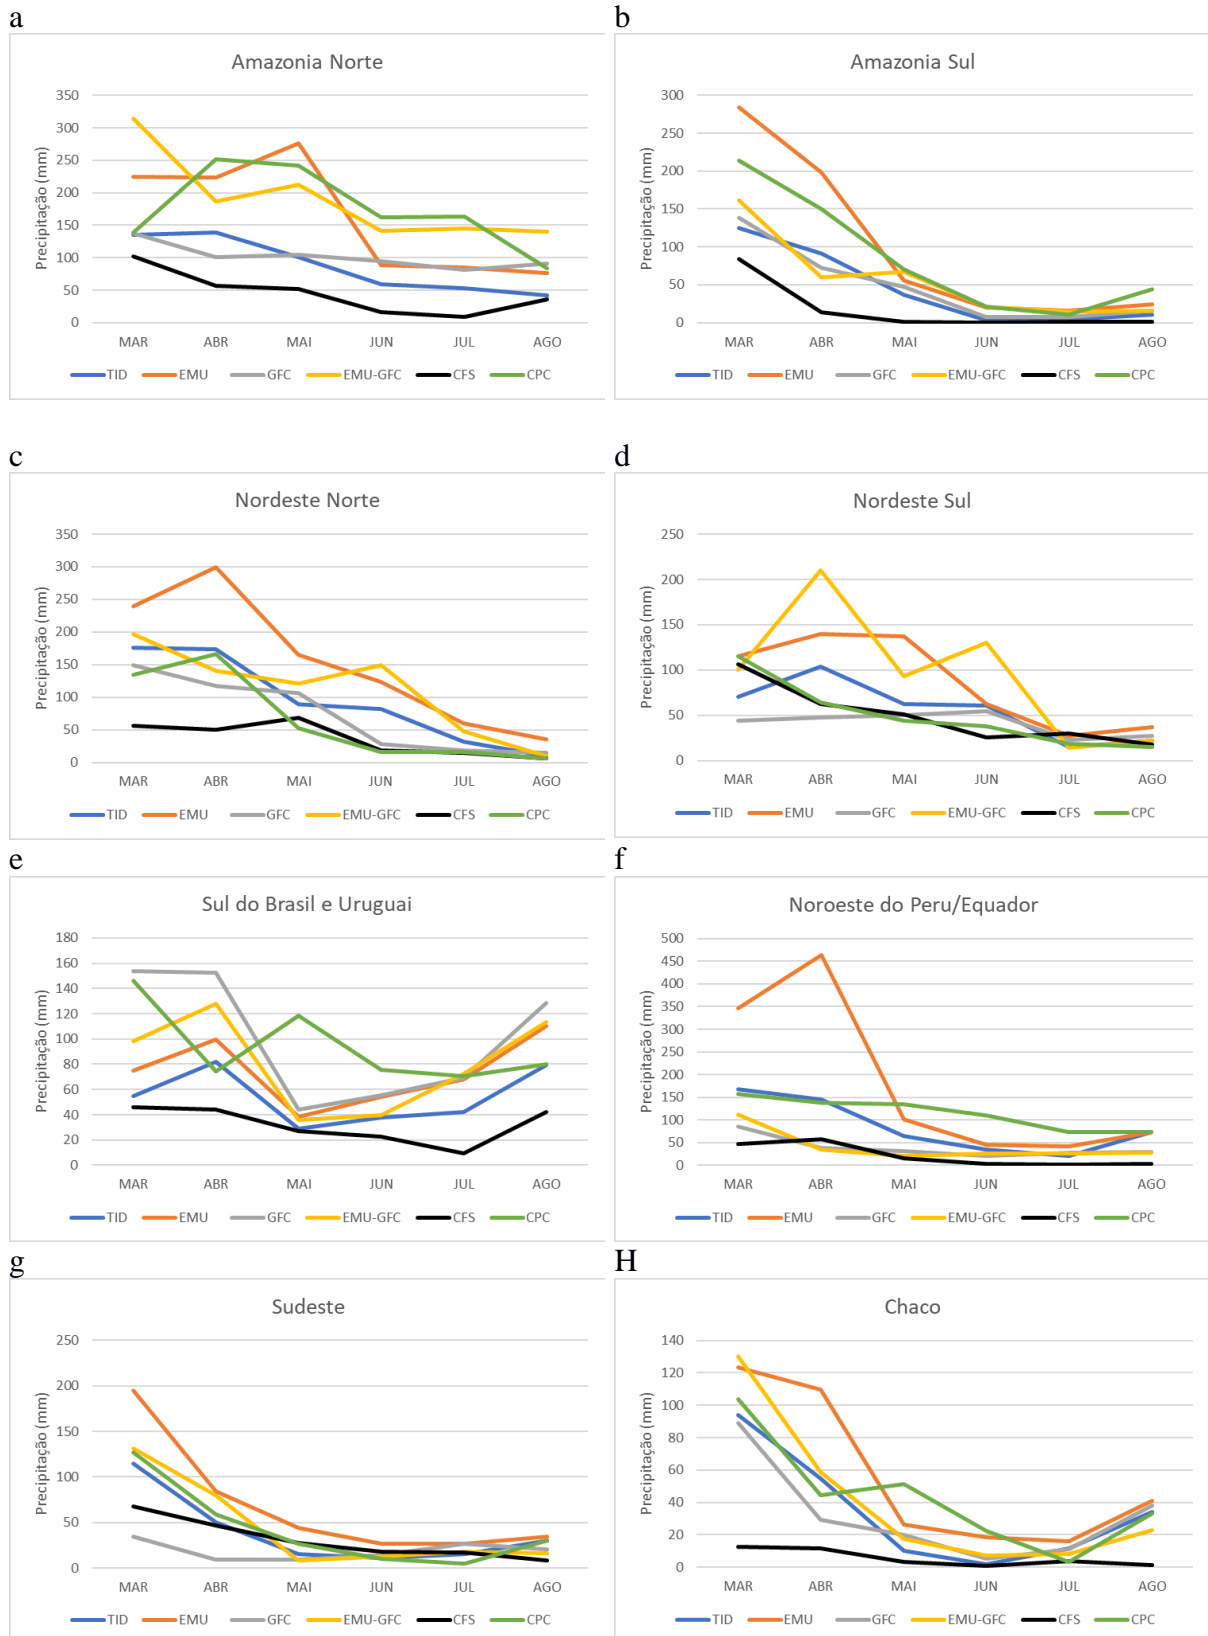 a
Amazonia Norte
Precipitação (mm)
350
300
250
200
150
100
50
0
MAR ABR MAI JUN JUL AGO
TID EMU GFC EMU-GFC CFS CPC
b
Amazonia Sul
Precipitação (mm)
300
250
200
150
100
50
0
MAR ABR MAI JUN JUL AGO
TID EMU GFC EMU-GFC CFS CPC
c
Nordeste Norte
Precipitação (mm)
350
300
250
200
150
100
50
0
MAR ABR MAI JUN JUL AGO
TID EMU GFC EMU-GFC CFS CPC
d
Nordeste Sul
Precipitação (mm)
250
200
150
100
50
0
MAR ABR MAI JUN JUL AGO
TID EMU GFC EMU-GFC CFS CPC
e
Sul do Brasil e Uruguai
Precipitação (mm)
180
160
140
120
100
80
60
40
20
0
MAR ABR MAI JUN JUL AGO
TID EMU GFC EMU-GFC CFS CPC
f
Noroeste do Peru/Equador
Precipitação (mm)
500
450
400
350
300
250
200
150
100
50
0
MAR ABR MAI JUN JUL AGO
TID EMU GFC EMU-GFC CFS CPC
g
Sudeste
Precipitação (mm)
250
200
150
100
50
0
MAR ABR MAI JUN JUL AGO
TID EMU GFC EMU-GFC CFS CPC
H
Chaco
Precipitação (mm)
140
120
100
80
60
40
20
0
MAR ABR MAI JUN JUL AGO
TID EMU GFC EMU-GFC CFS CPC